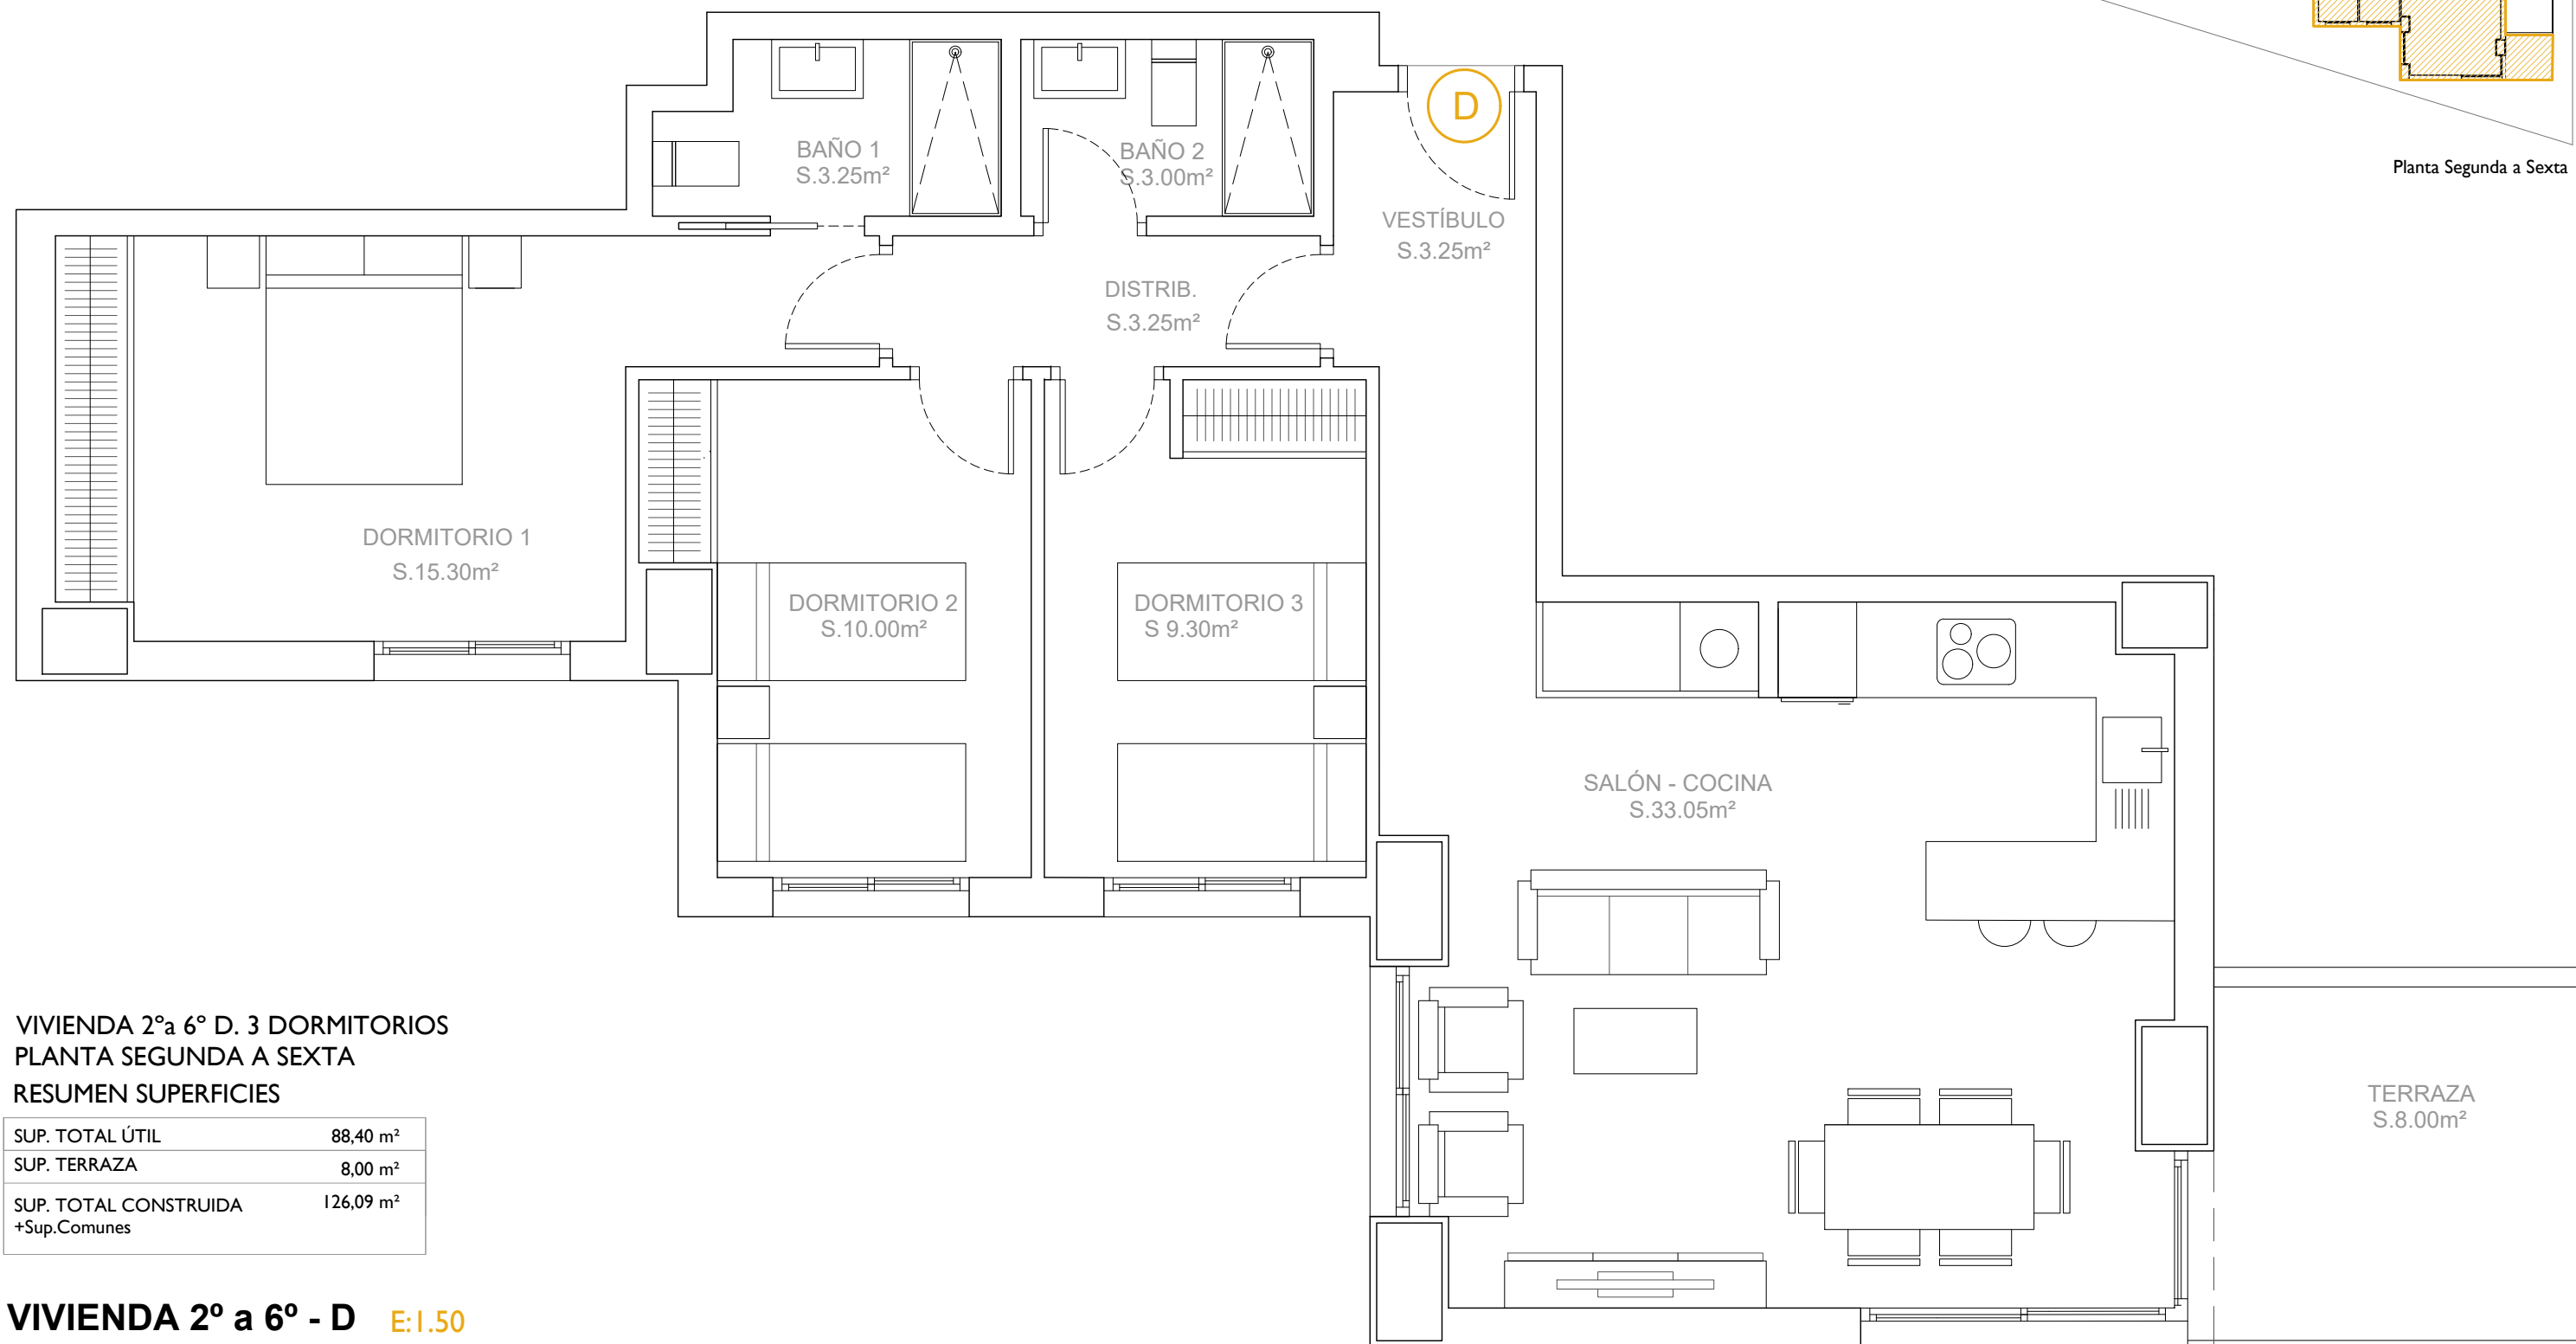 D
Planta Segunda a Sexta
BAÑO 1
S.3.25m²
BAÑO 2
S.3.00m²
VESTÍBULO
S.3.25m²
DISTRIB.
S.3.25m²
DORMITORIO 1
S.15.30m²
DORMITORIO 2
S.10.00m²
DORMITORIO 3
S 9.30m²
SALÓN - COCINA
S.33.05m²
TERRAZA
S.8.00m²
VIVIENDA 2ºa 6º D. 3 DORMITORIOS
PLANTA SEGUNDA A SEXTA
RESUMEN SUPERFICIES
SUP. TOTAL ÚTIL 88,40 m²
SUP. TERRAZA 8,00 m²
SUP. TOTAL CONSTRUIDA 126,09 m²
+Sup.Comunes
VIVIENDA 2º a 6º - D E:1.50